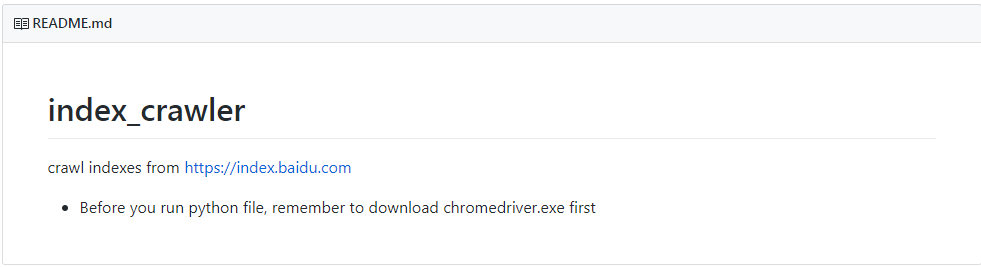 README.md
index_crawler
crawl indexes from https://index.baidu.com
• Before you run python file, remember to download chromedriver.exe first